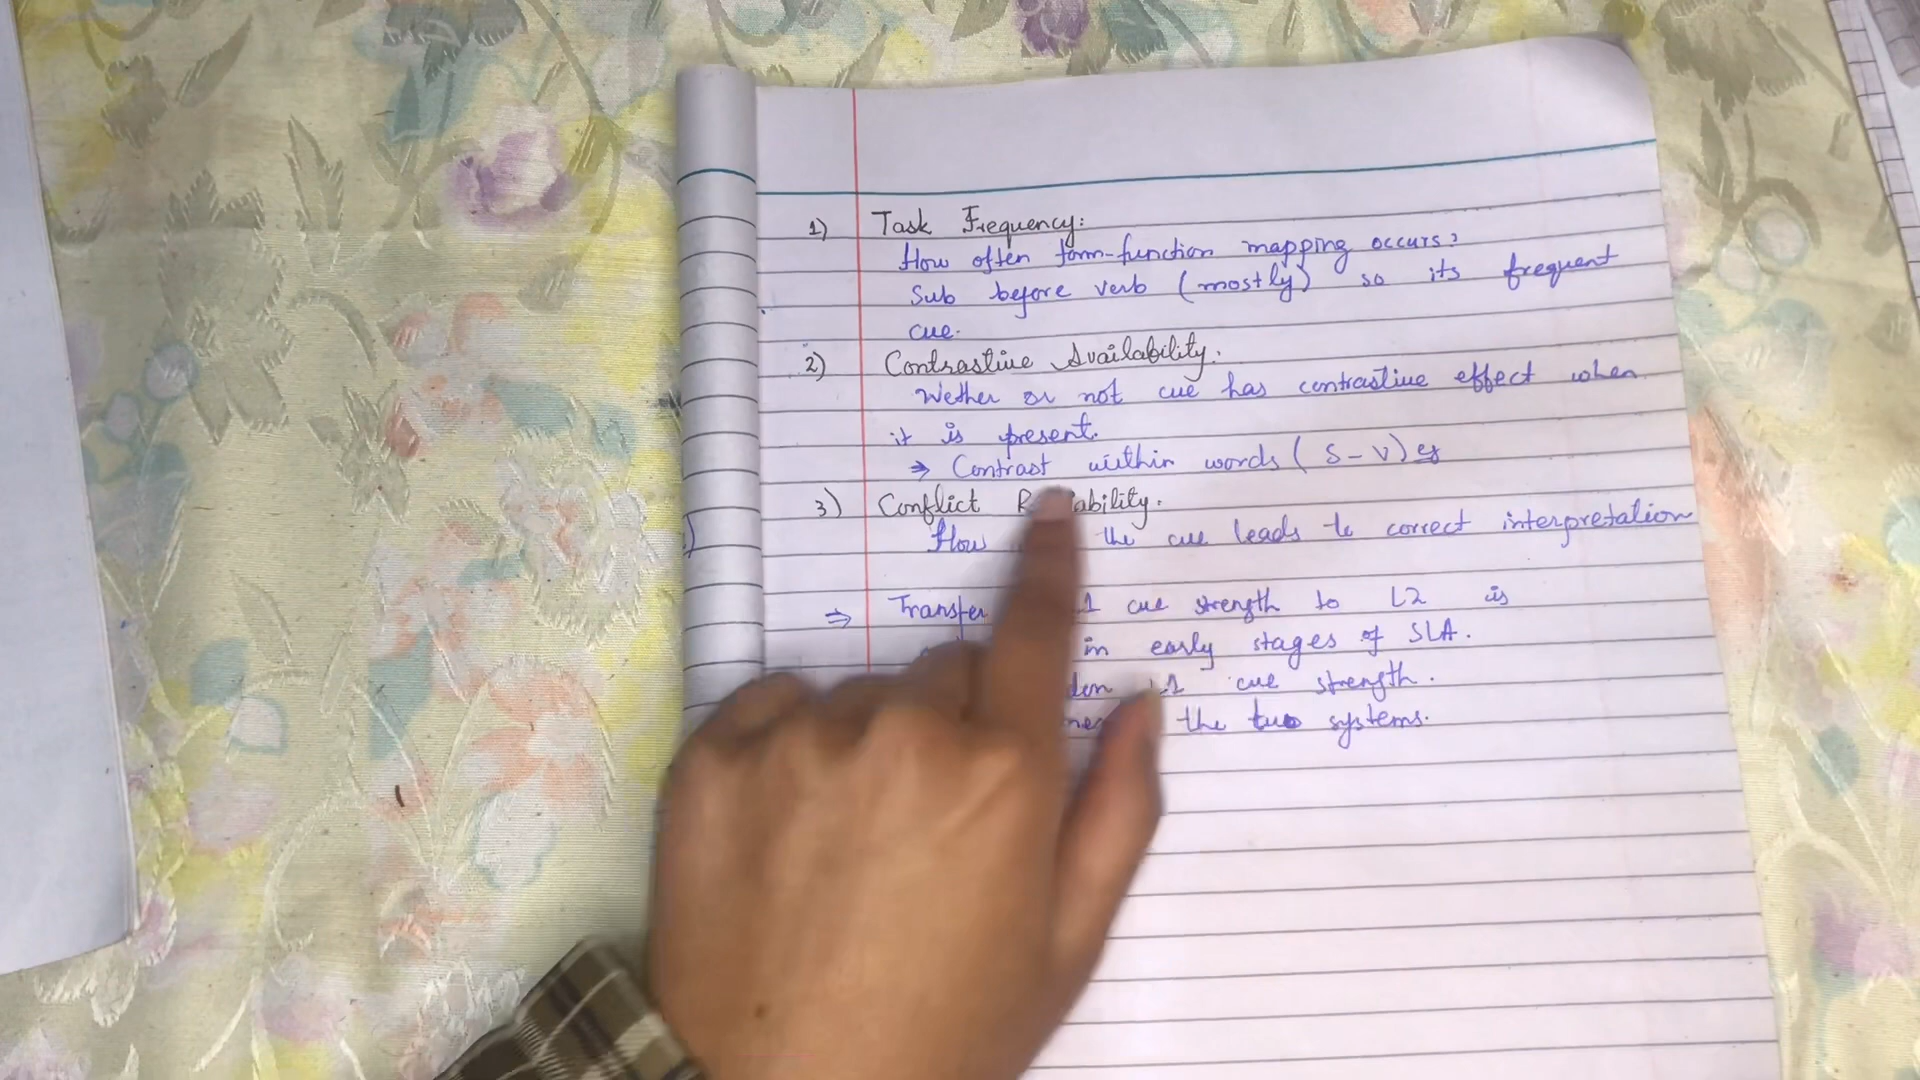 1) Task Frequency:
How often form-function mapping occurs?
Sub before verb (mostly) so its frequent
cue.
2) Contrastive Availability.
Wether or not cue has contrastive effect when
it is present.
⇒ Contrast within words (S-V) es
3) Conflict
How the cue leads to correct interpretation
⇒ Transfer cue strength to L2 is
in early stages of SLA.
L1 cue strength.
the two systems.